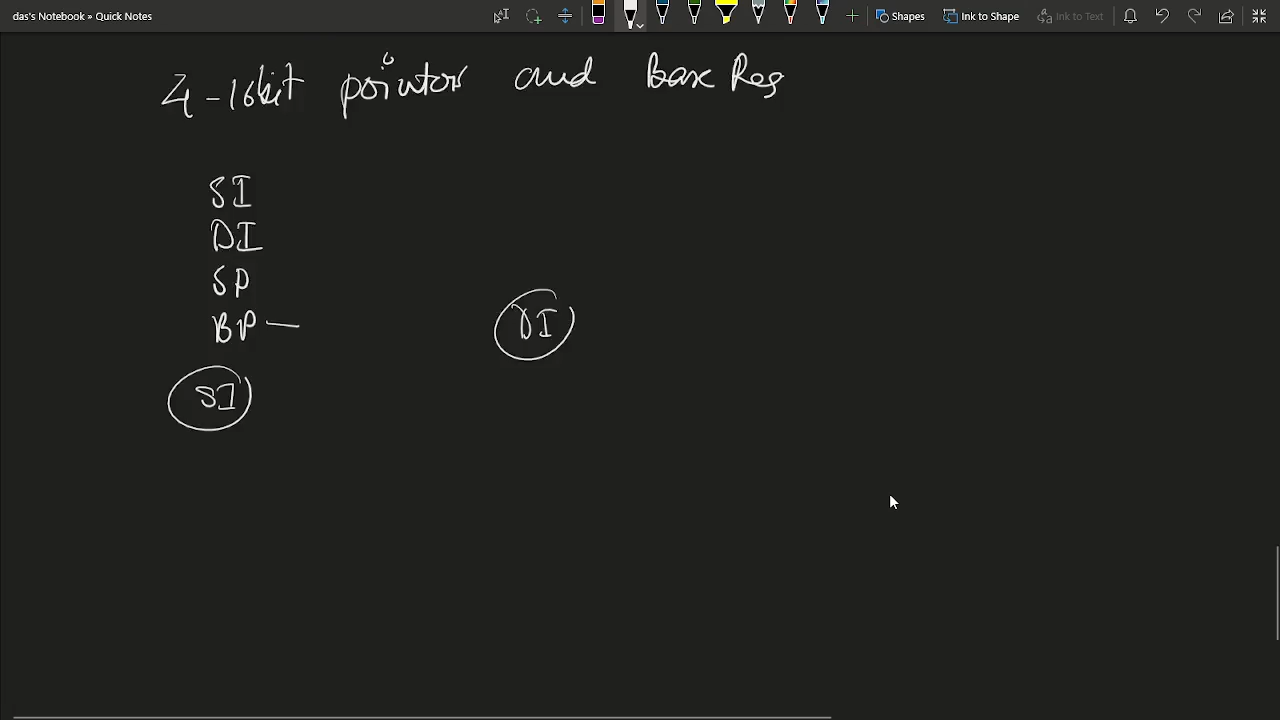 das's Notebook » Quick Notes
Shapes
Ink to Shape
Ink to Text
4-16bit pointor and base Reg
SI
DI
SP
BP —
DI
SI